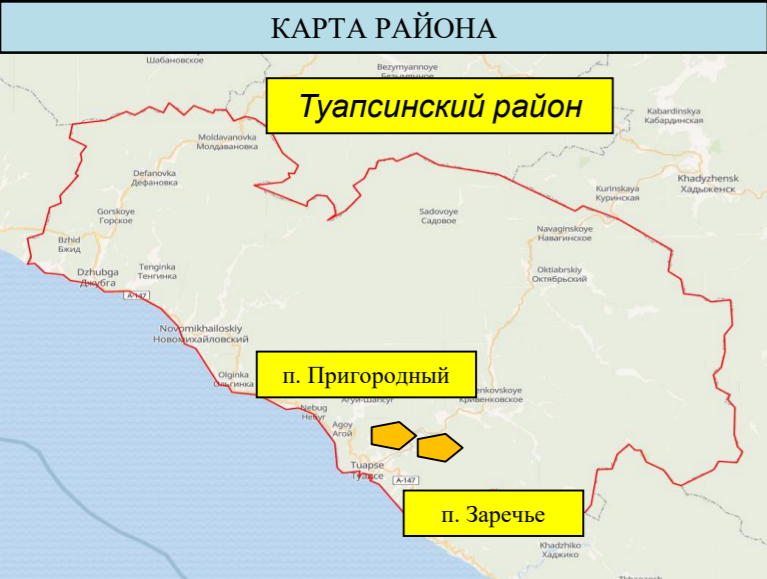 КАРТА РАЙОНА
Шабановское
Bezymyannoye
Туапсинский район
Kabardinskya
Кабардинская
Moldavanovka
Молдавановка
Defanovka
Дефановка
Khadyzhensk
Хадыженск
Kurinskaya
Куринская
Gorskoye
Горское
Sadovoye
Садовое
Navaginskoye
Навагинское
Bzhid
Бжид
Dzhubga
Джубга
Tenginka
Тенгинка
Oktiabrskiy
Октябрьский
A-147
Novomikhailoskiy
Новомихайловский
Olginka
Ольгинка
п. Пригородный
enkovskoye
Кривенковское
Агуй-Шапсуг
Nebug
Небуг
Agoy
Агой
Tuapse
Туапсе
A-147
п. Заречье
Khadzhiko
Хаджико